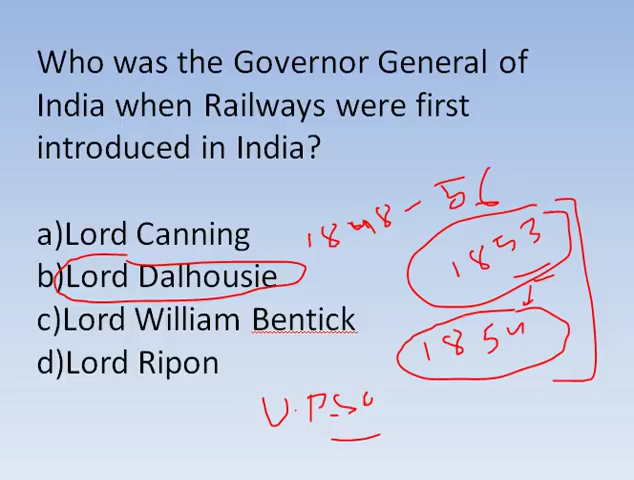 Who was the Governor General of
India when Railways were first
introduced in India?
1848 - 56
a)Lord Canning
1853
b)Lord Dalhousie
c)Lord William Bentick
1854
d)Lord Ripon
U.PSC